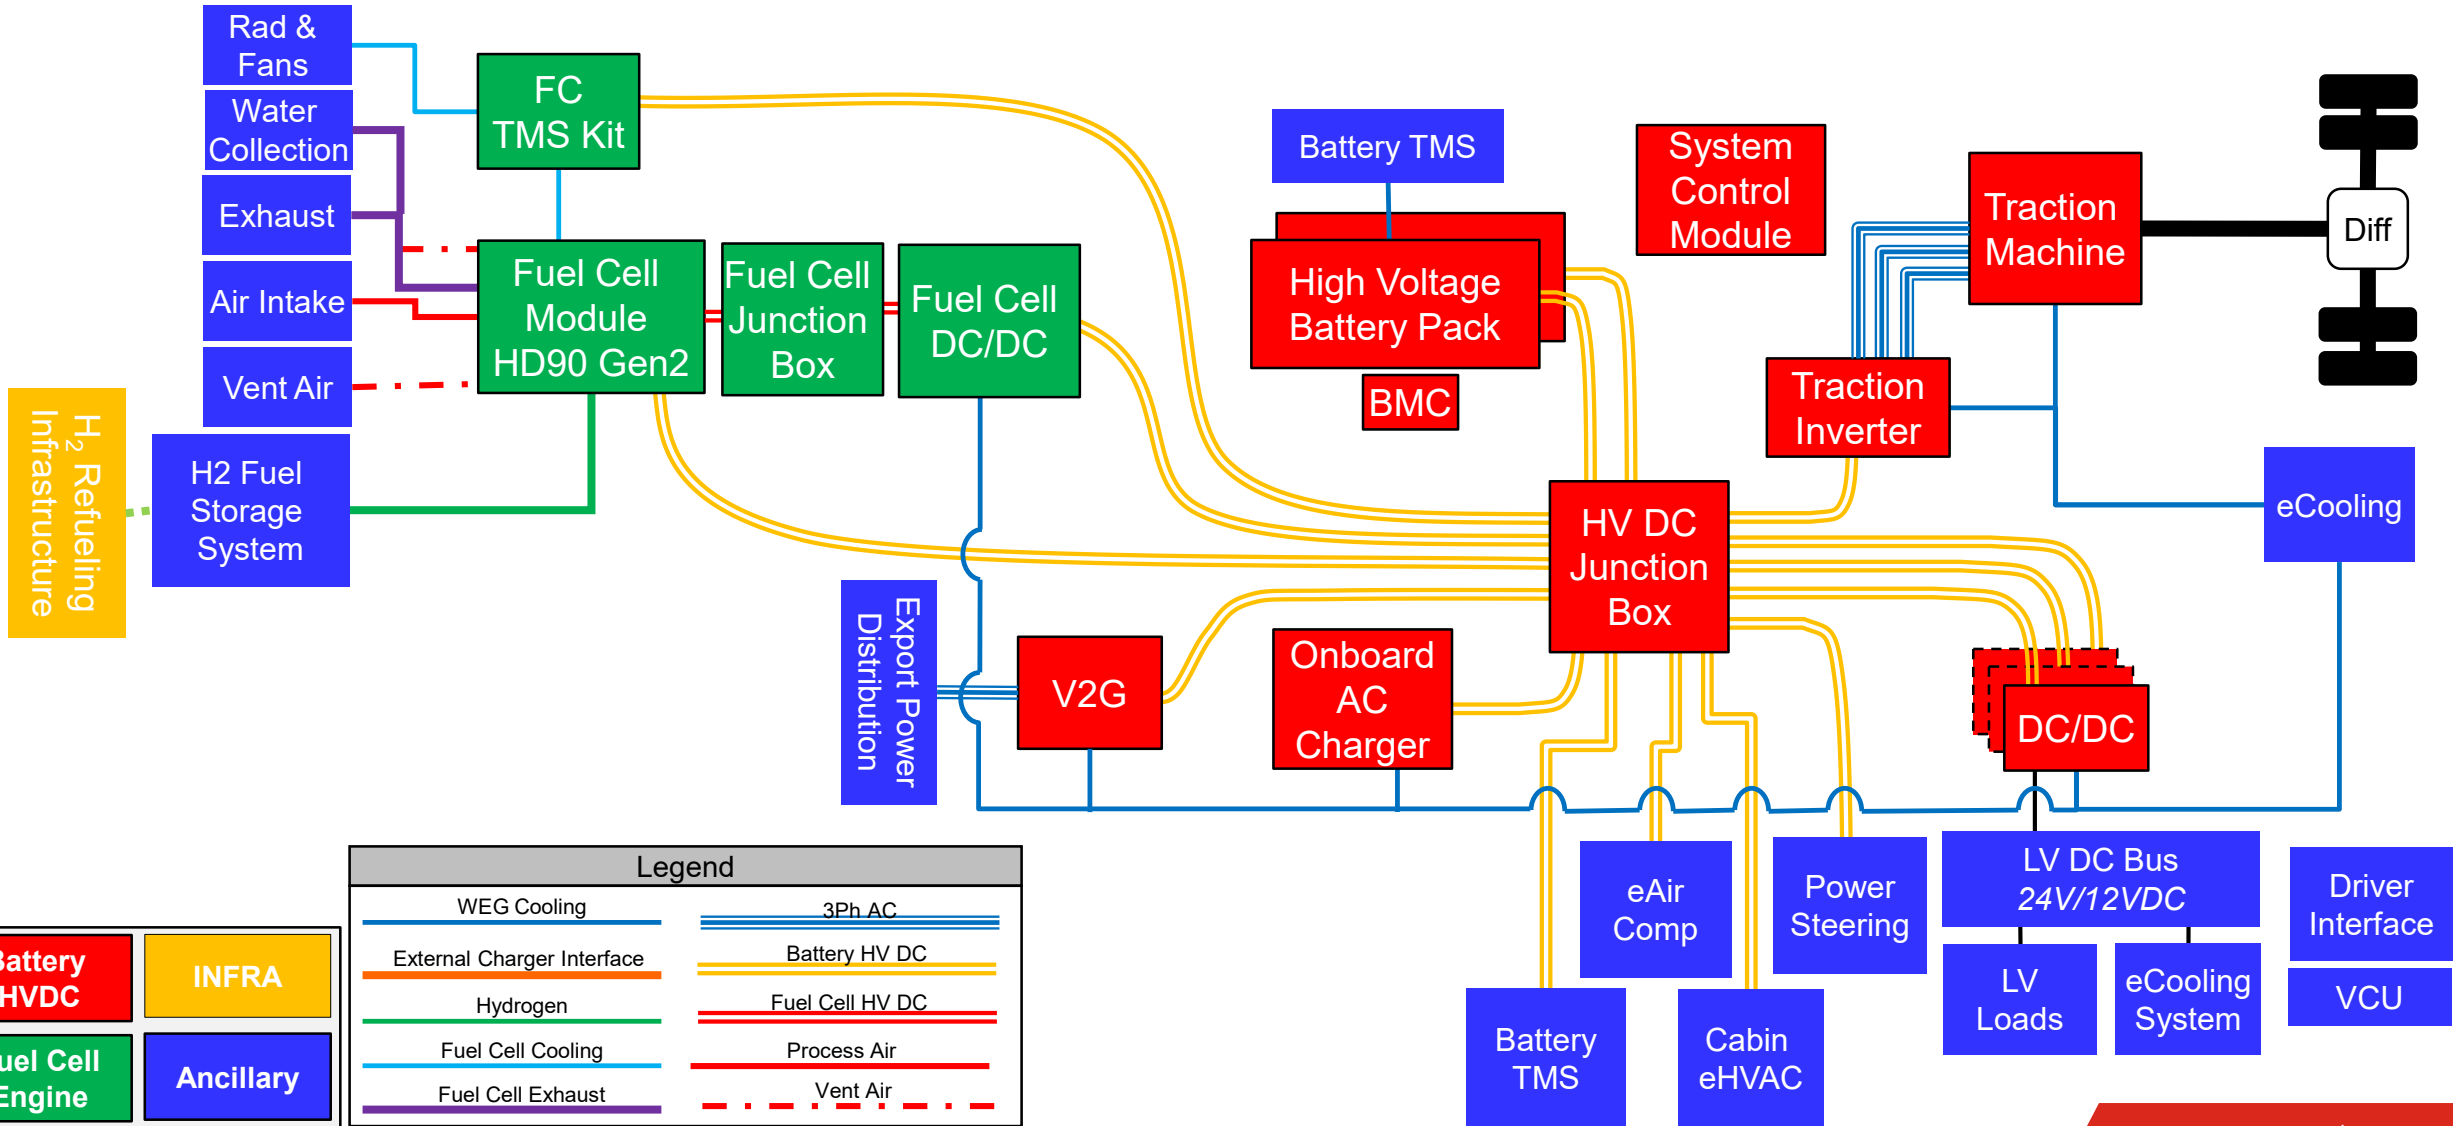 Rad &
Fans
Water
Collection
Exhaust
Air Intake
Vent Air
H2 Fuel
Storage
System
H2 Refueling
Infrastructure
FC
TMS Kit
Fuel Cell
Module
HD90 Gen2
Fuel Cell
Junction
Box
Fuel Cell
DC/DC
Battery TMS
High Voltage
Battery Pack
BMC
System
Control
Module
Traction
Machine
Diff
Traction
Inverter
eCooling
HV DC
Junction
Box
Export Power
Distribution
V2G
Onboard
AC
Charger
DC/DC
eAir
Comp
Power
Steering
LV DC Bus
24V/12VDC
Driver
Interface
LV
Loads
eCooling
System
VCU
Battery
TMS
Cabin
eHVAC
Legend
WEG Cooling
3Ph AC
External Charger Interface
Battery HV DC
Hydrogen
Fuel Cell HV DC
Fuel Cell Cooling
Process Air
Fuel Cell Exhaust
Vent Air
attery
HVDC
INFRA
uel Cell
Engine
Ancillary